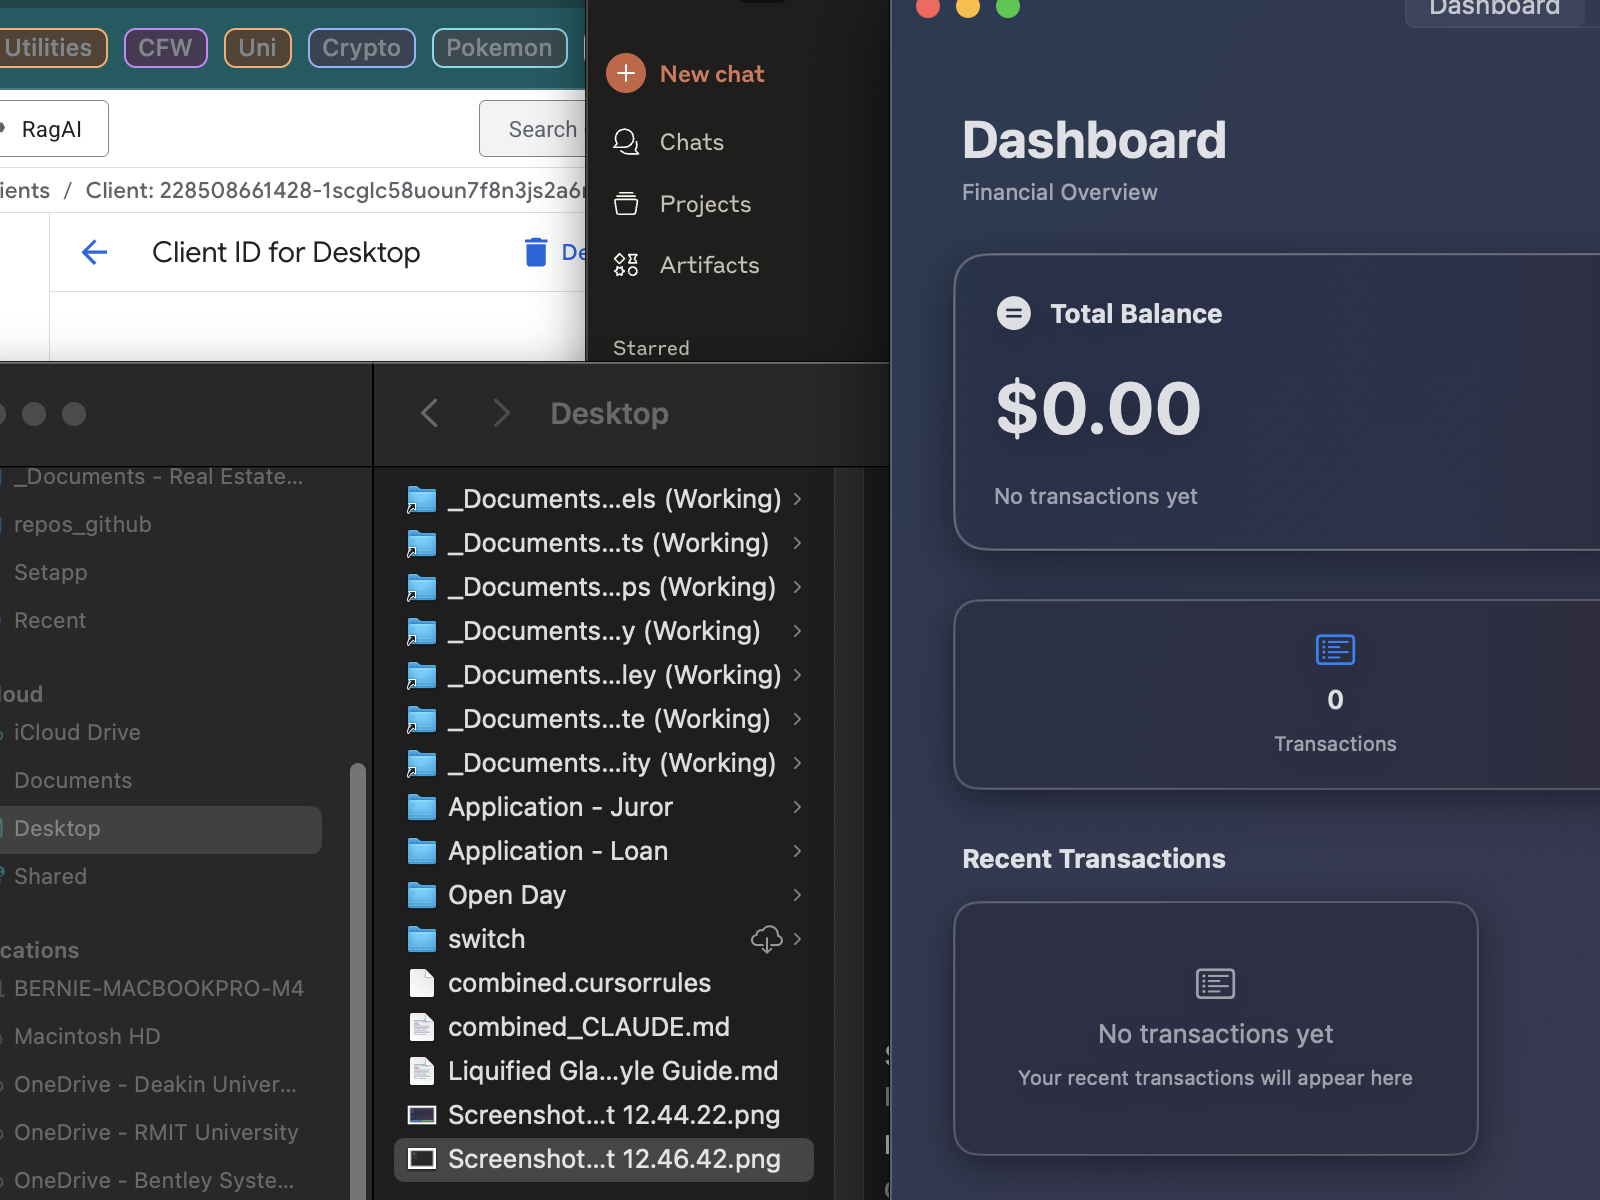 Utilities
CFW
Uni
Crypto
Pokemon
RagAI
Search
ients / Client: 228508661428-1scglc58uoun7f8n3js2a6
Client ID for Desktop
De
New chat
Chats
Projects
Artifacts
Starred
Dashboard
Dashboard
Financial Overview
Total Balance
$0.00
No transactions yet
0
Transactions
Recent Transactions
No transactions yet
Your recent transactions will appear here
_Documents - Real Estate...
repos_github
Setapp
Recent
loud
iCloud Drive
Documents
Desktop
Shared
cations
BERNIE-MACBOOKPRO-M4
Macintosh HD
OneDrive - Deakin Univer...
OneDrive - RMIT University
OneDrive - Bentley Syste...
Desktop
_Documents...els (Working)
_Documents...ts (Working)
_Documents...ps (Working)
_Documents...y (Working)
_Documents...ley (Working)
_Documents...te (Working)
_Documents...ity (Working)
Application - Juror
Application - Loan
Open Day
switch
combined.cursorrules
combined_CLAUDE.md
Liquified Gla...yle Guide.md
Screenshot...t 12.44.22.png
Screenshot...t 12.46.42.png